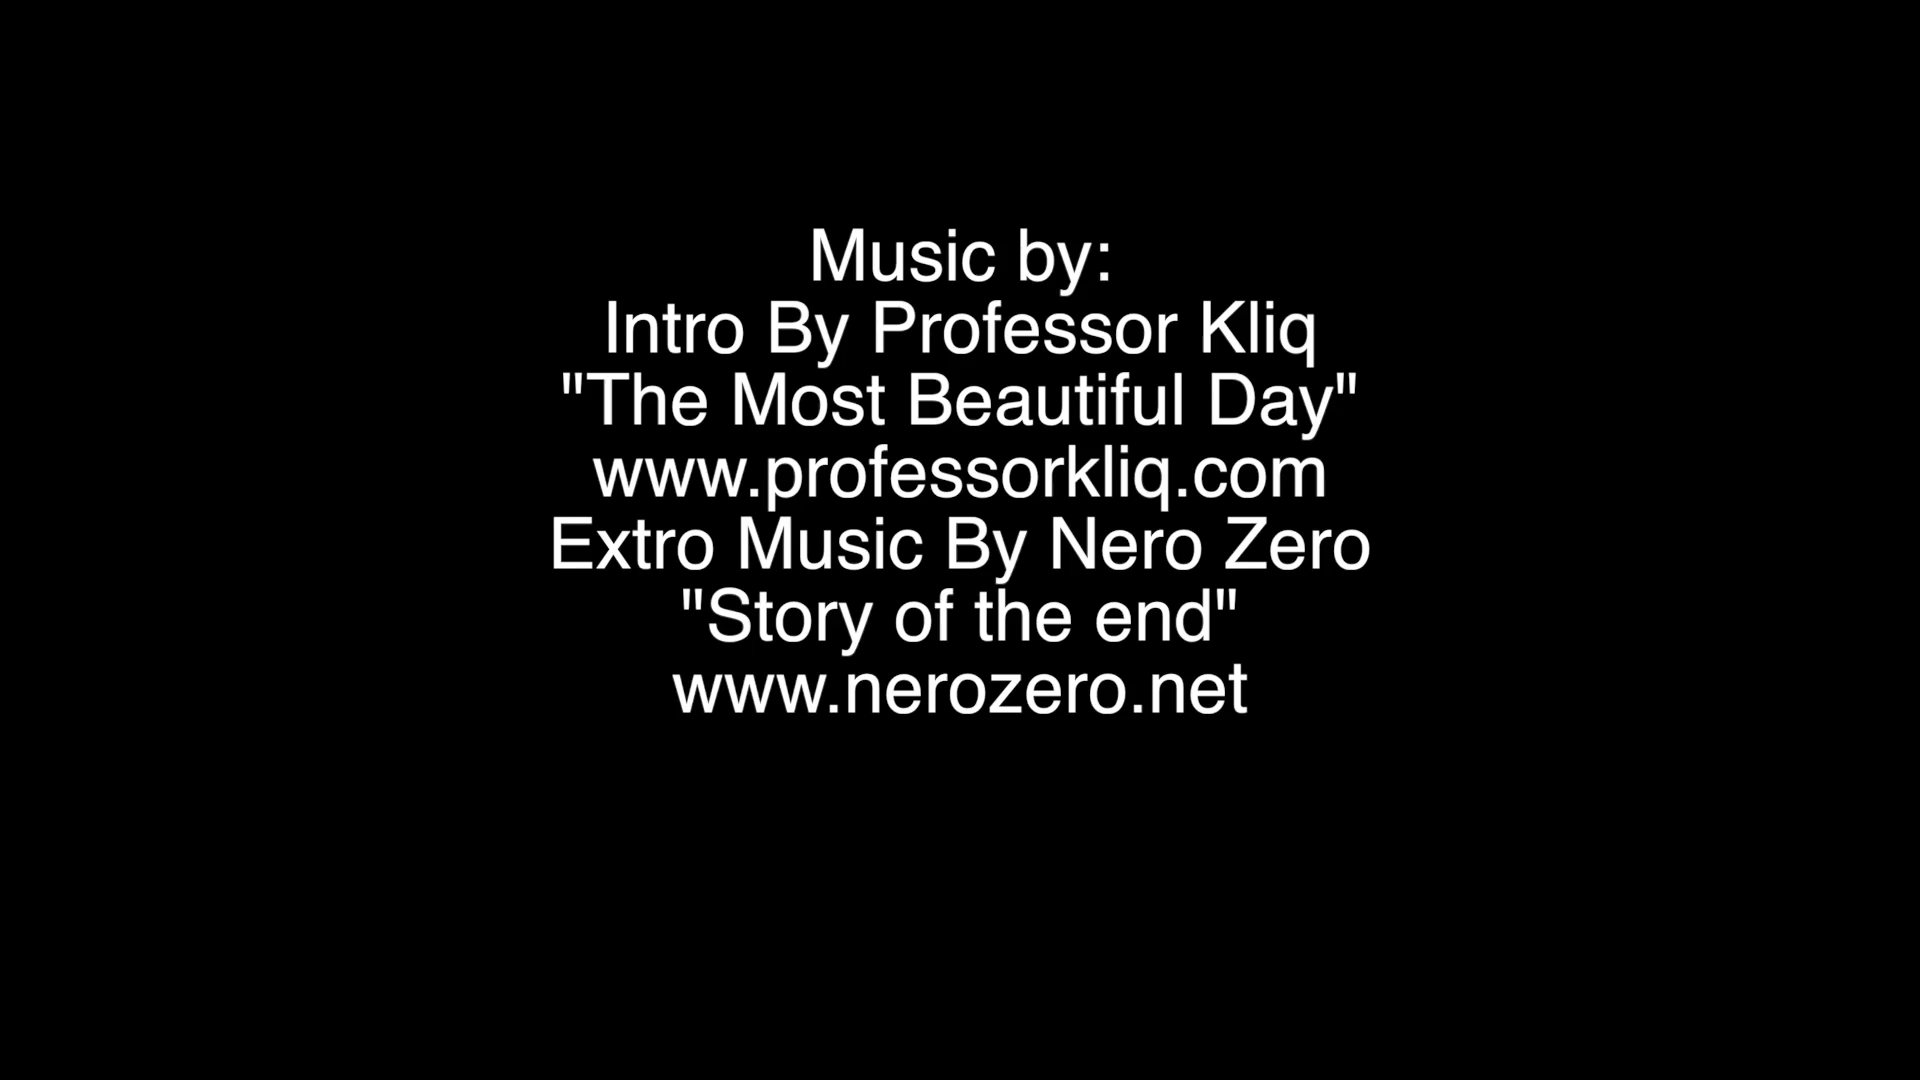 Music by:
Intro By Professor Kliq
"The Most Beautiful Day"
www.professorkliq.com
Extro Music By Nero Zero
"Story of the end"
www.nerozero.net